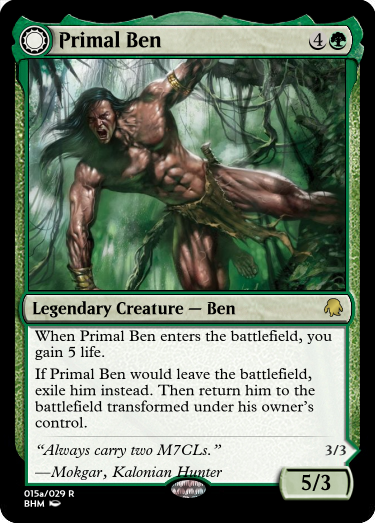 Primal Ben 4
Legendary Creature — Ben
When Primal Ben enters the battlefield, you
gain 5 life.
If Primal Ben would leave the battlefield,
exile him instead. Then return him to the
battlefield transformed under his owner's
control.
"Always carry two M7CLs."
3/3
—Mokgar, Kalonian Hunter
5/3
015a/029 R
BHM